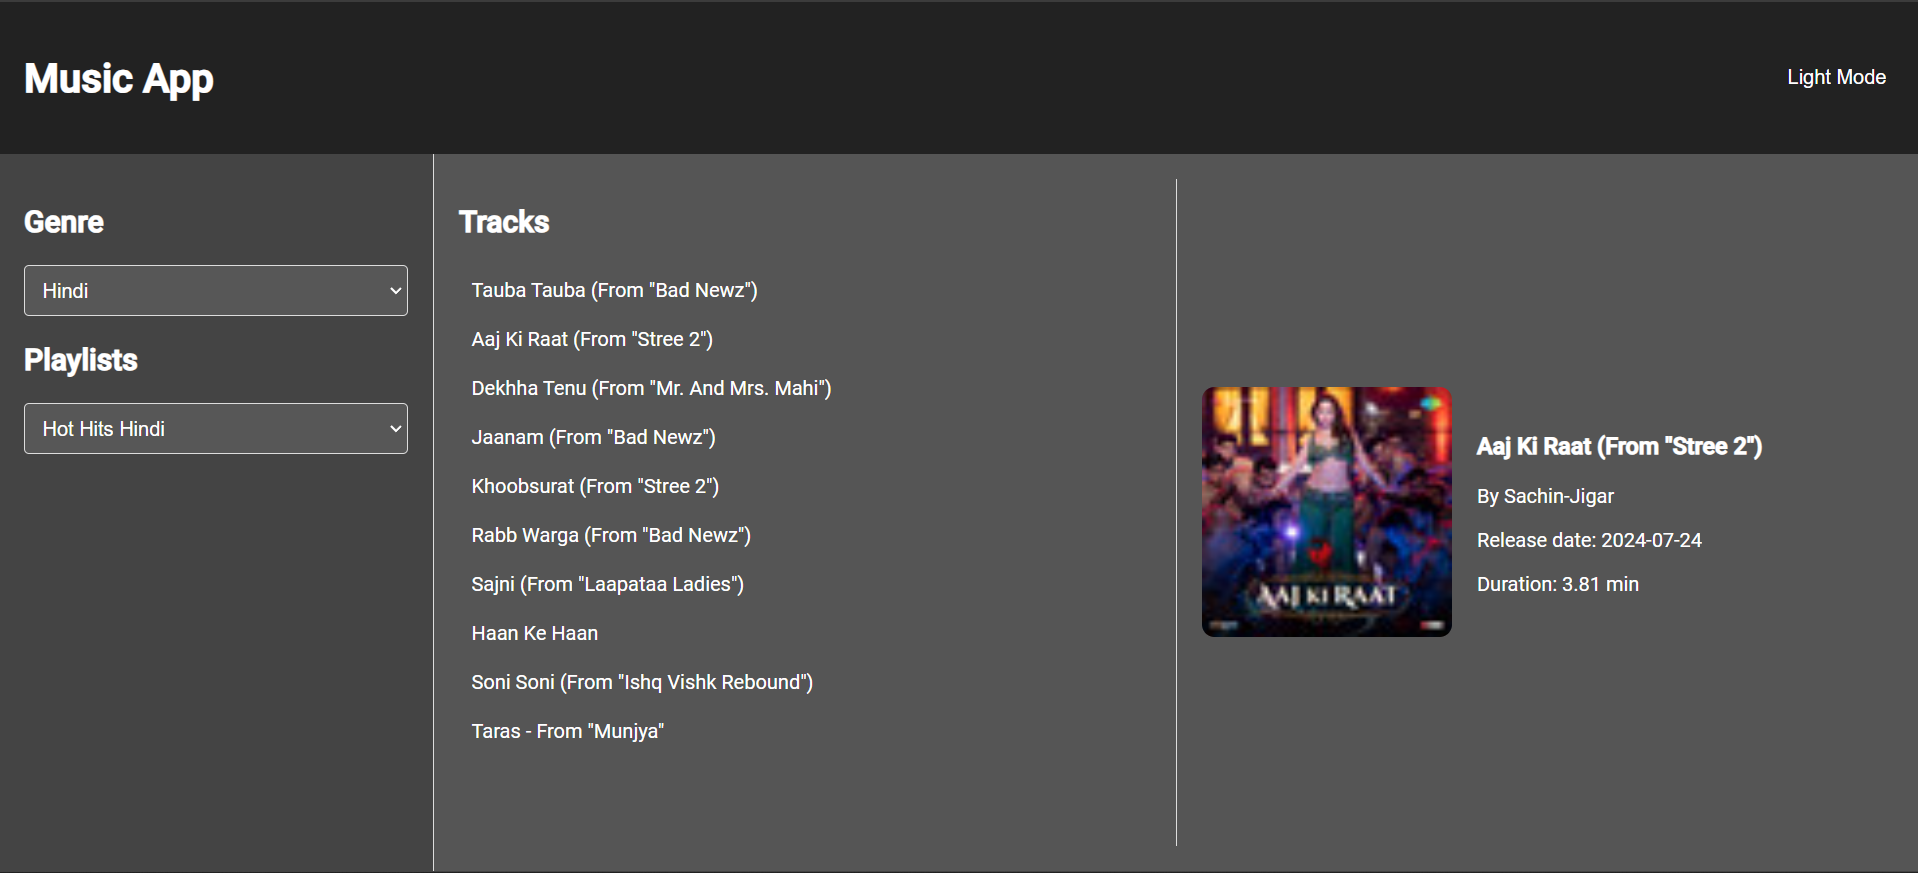 Music App
Light Mode
Genre
Hindi
Playlists
Hot Hits Hindi
Tracks
Tauba Tauba (From "Bad Newz")
Aaj Ki Raat (From "Stree 2")
Dekhha Tenu (From "Mr. And Mrs. Mahi")
Jaanam (From "Bad Newz")
Khoobsurat (From "Stree 2")
Rabb Warga (From "Bad Newz")
Sajni (From "Laapataa Ladies")
Haan Ke Haan
Soni Soni (From "Ishq Vishk Rebound")
Taras - From "Munjya"
AAJ KI RAAT
Aaj Ki Raat (From "Stree 2")
By Sachin-Jigar
Release date: 2024-07-24
Duration: 3.81 min